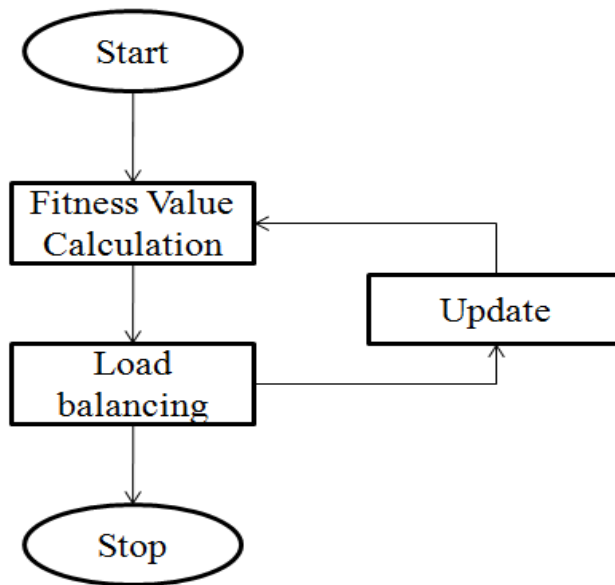 Start
Fitness Value
Calculation
Update
Load
balancing
Stop